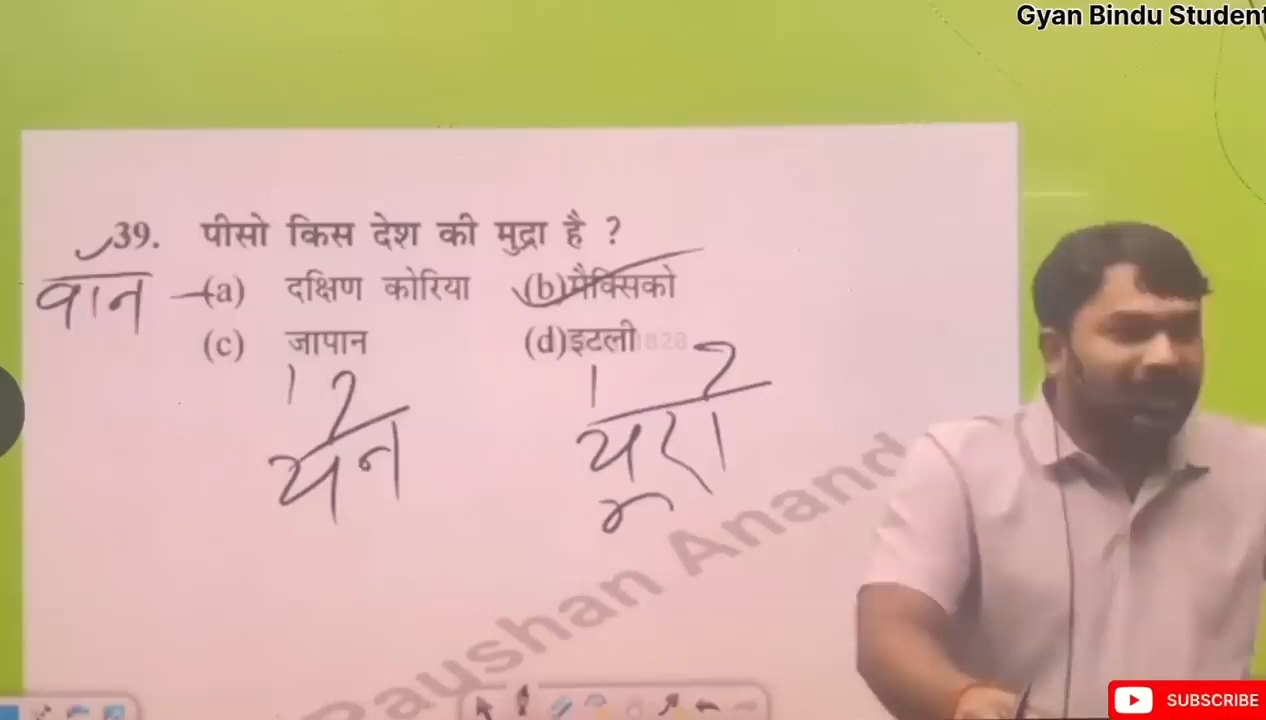 Gyan Bindu Student
39. पीसो किस देश की मुद्रा है ?
वान (a) दक्षिण कोरिया (b) मैक्सिको
(c) जापान (d) इटली
येन यूरो
Raushan Anand
SUBSCRIBE